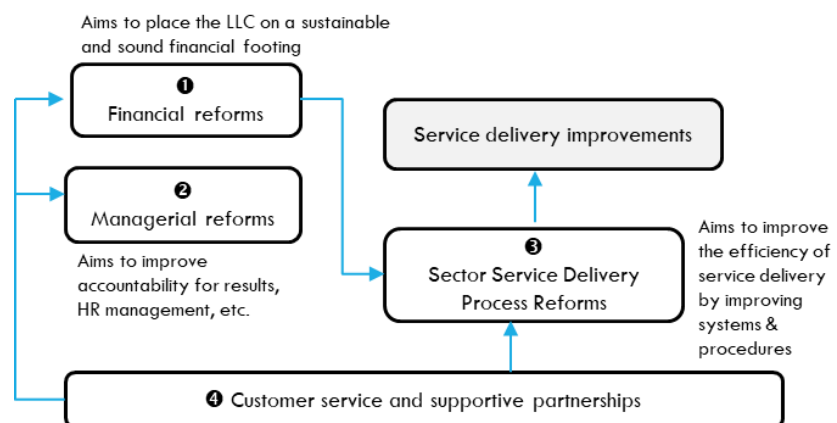 Aims to place the LLC on a sustainable
and sound financial footing
❶
Financial reforms
Service delivery improvements
❷
Managerial reforms
Aims to improve
accountability for results,
HR management, etc.
❸
Sector Service Delivery
Process Reforms
Aims to improve
the efficiency of
service delivery
by improving
systems &
procedures
❹ Customer service and supportive partnerships